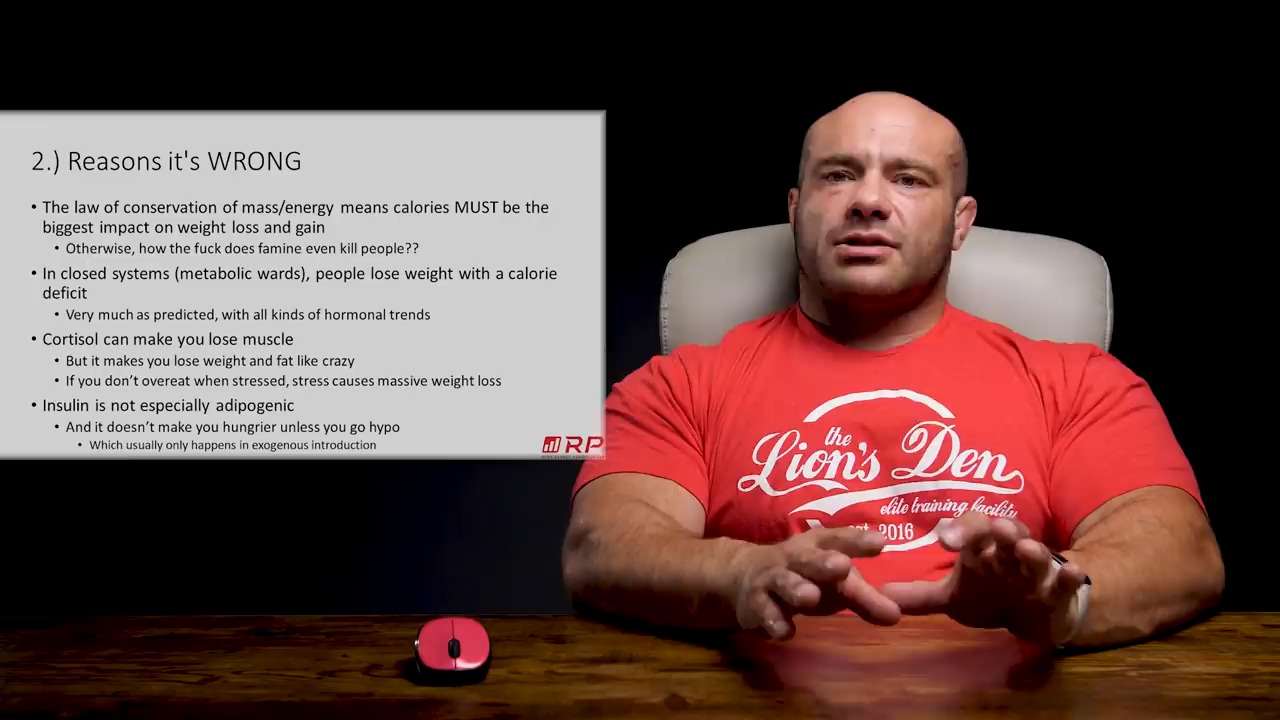 2.) Reasons it's WRONG
• The law of conservation of mass/energy means calories MUST be the
biggest impact on weight loss and gain
• Otherwise, how the fuck does famine even kill people??
• In closed systems (metabolic wards), people lose weight with a calorie
deficit
• Very much as predicted, with all kinds of hormonal trends
• Cortisol can make you lose muscle
• But it makes you lose weight and fat like crazy
• If you don't overeat when stressed, stress causes massive weight loss
• Insulin is not especially adipogenic
• And it doesn't make you hungrier unless you go hypo
• Which usually only happens in exogenous introduction
RP
the
Lion's Den
elite training facility
est. 2016